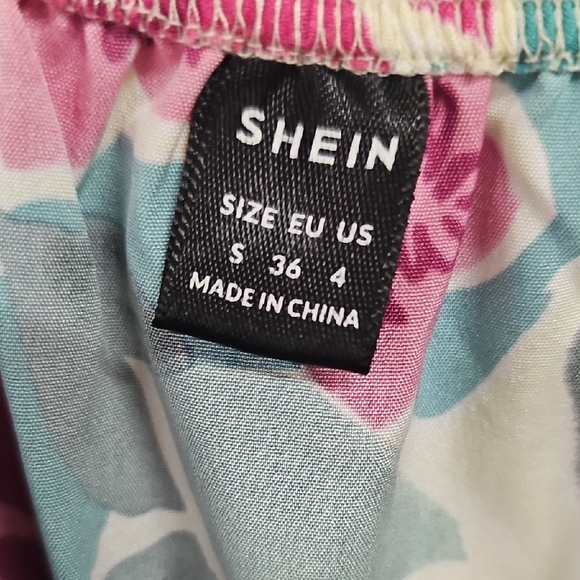 SHEIN
SIZE EU US
S 36 4
MADE IN CHINA